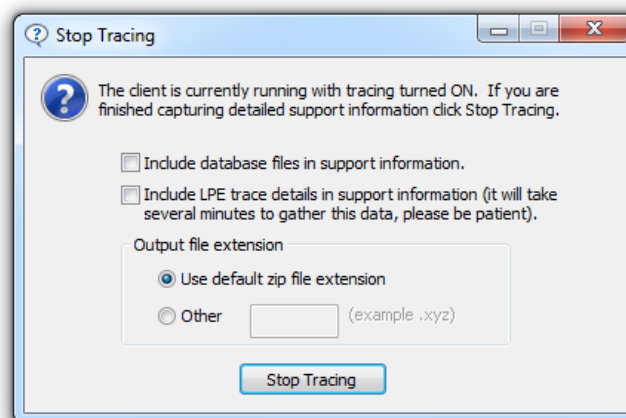 Stop Tracing
The client is currently running with tracing turned ON. If you are
finished capturing detailed support information click Stop Tracing.
Include database files in support information.
Include LPE trace details in support information (it will take
several minutes to gather this data, please be patient).
Output file extension
Use default zip file extension
Other
(example .xyz)
Stop Tracing